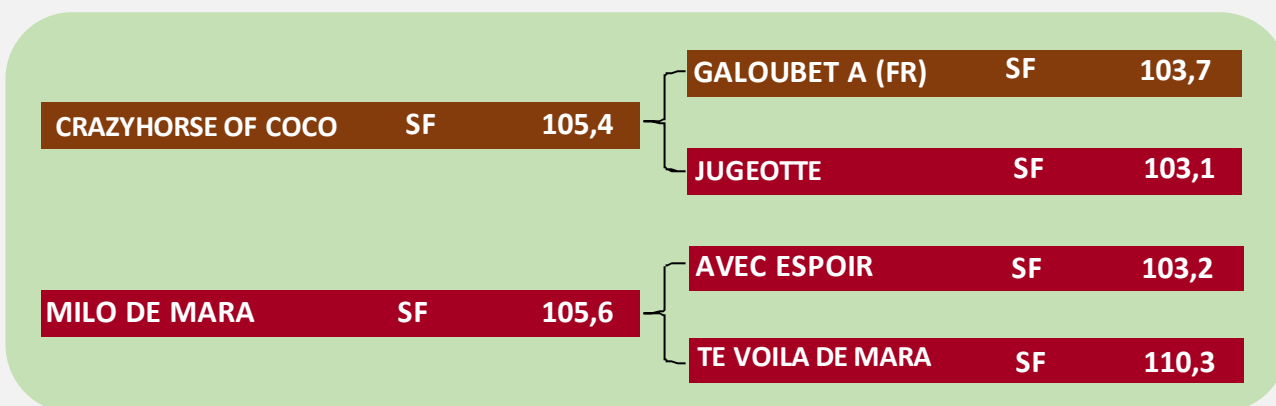 GALOUBET A (FR) SF 103,7
CRAZYHORSE OF COCO SF 105,4
JUGEOTTE SF 103,1
AVEC ESPOIR SF 103,2
MILO DE MARA SF 105,6
TE VOILA DE MARA SF 110,3